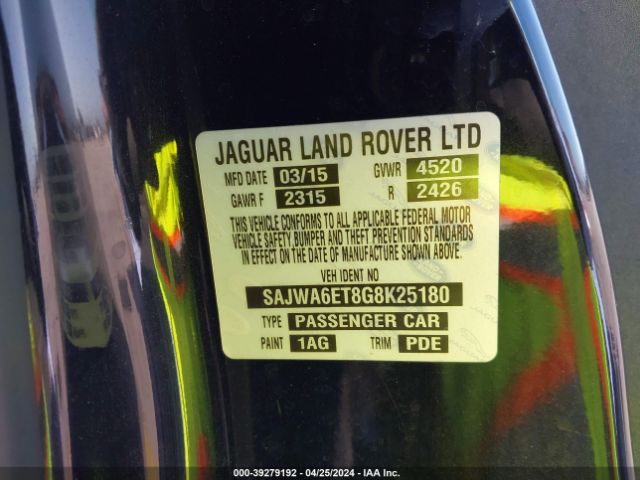 JAGUAR LAND ROVER LTD
MFD DATE 03/15 GVWR 4520
GAWR F 2315 R 2426
THIS VEHICLE CONFORMS TO ALL APPLICABLE FEDERAL MOTOR
VEHICLE SAFETY, BUMPER AND THEFT PREVENTION STANDARDS
IN EFFECT ON THE DATE OF MANUFACTURE SHOWN ABOVE.
VEH IDENT NO
SAJWA6ET8G8K25180
TYPE PASSENGER CAR
PAINT 1AG TRIM PDE
000-39279192 - 04/25/2024 - IAA Inc.